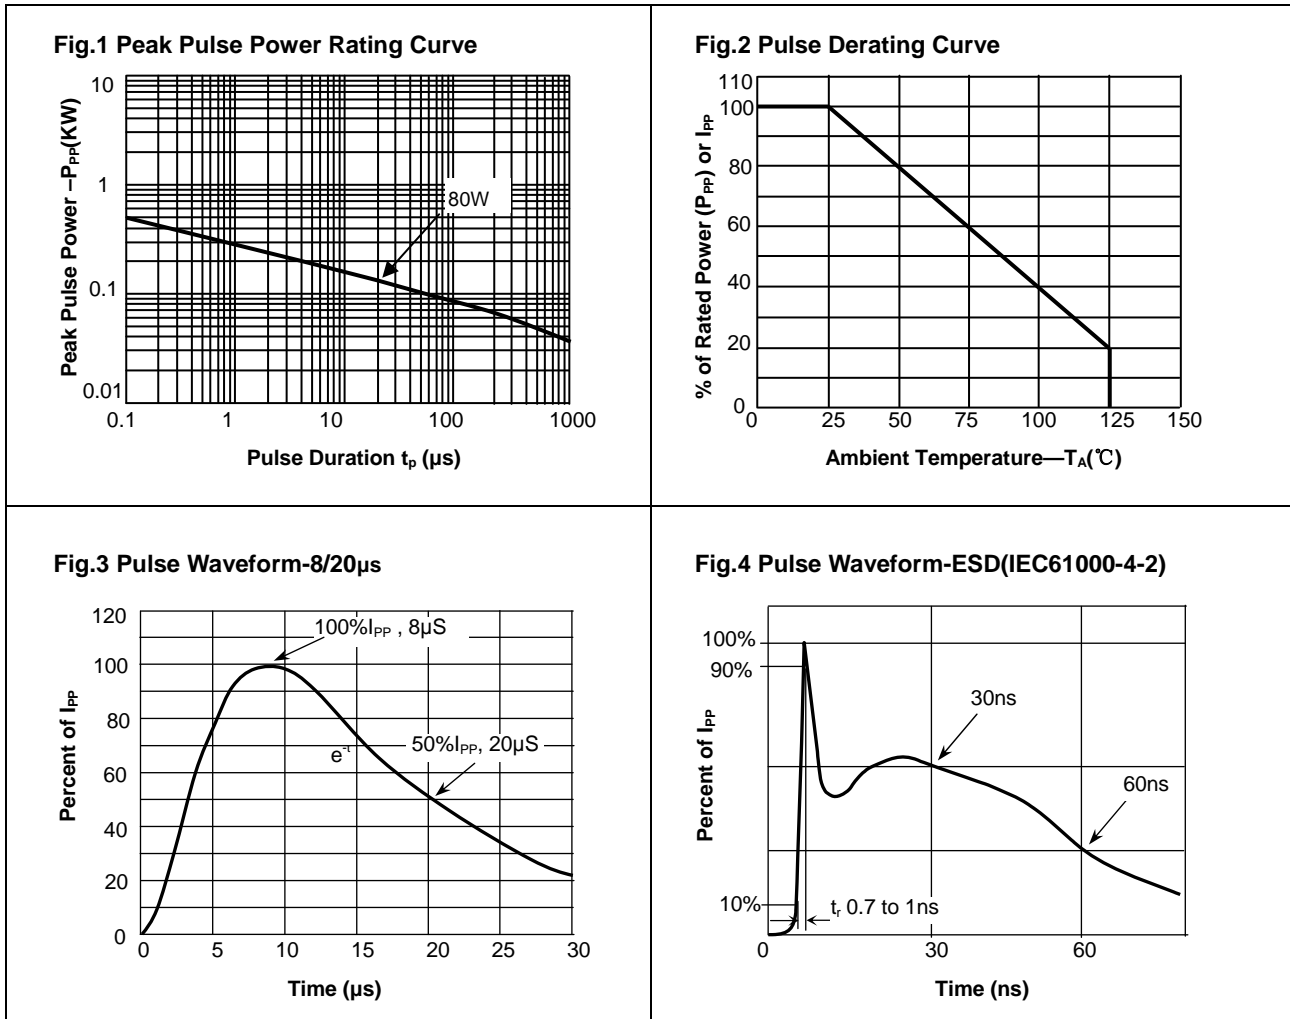 Fig.1 Peak Pulse Power Rating Curve
Peak Pulse Power –PPP(KW)
10
1
0.1
0.01
80W
0.1 1 10 100 1000
Pulse Duration tp (µs)
Fig.2 Pulse Derating Curve
% of Rated Power (PPP) or IPP
110
100
80
60
40
20
0
0 25 50 75 100 125 150
Ambient Temperature—TA(℃)
Fig.3 Pulse Waveform-8/20µs
Percent of IPP
120
100
80
60
40
20
0
100%IPP , 8µS
e-t
50%IPP, 20µS
0 5 10 15 20 25 30
Time (µs)
Fig.4 Pulse Waveform-ESD(IEC61000-4-2)
Percent of IPP
100%
90%
10%
30ns
60ns
tr 0.7 to 1ns
0 30 60
Time (ns)